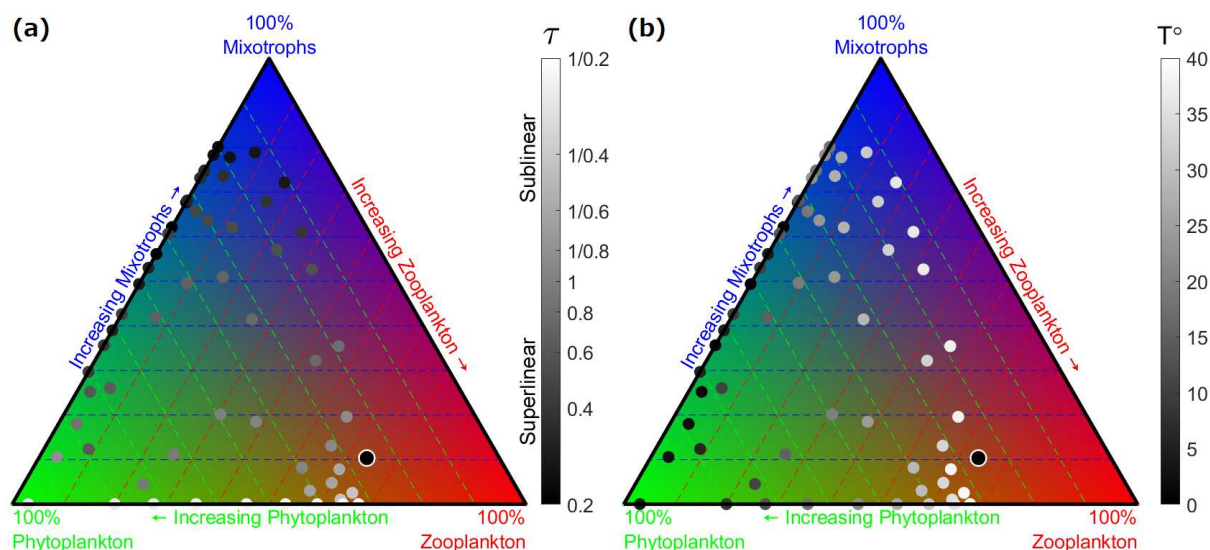 (a)
100%
Mixotrophs
τ
1/0.2
1/0.4
1/0.6
1/0.8
1
0.8
0.6
0.4
0.2
Sublinear
Superlinear
Increasing Mixotrophs →
Increasing Zooplankton →
← Increasing Phytoplankton
100%
Phytoplankton
100%
Zooplankton
(b)
100%
Mixotrophs
T°
40
35
30
25
20
15
10
5
0
Increasing Mixotrophs →
Increasing Zooplankton →
← Increasing Phytoplankton
100%
Phytoplankton
100%
Zooplankton